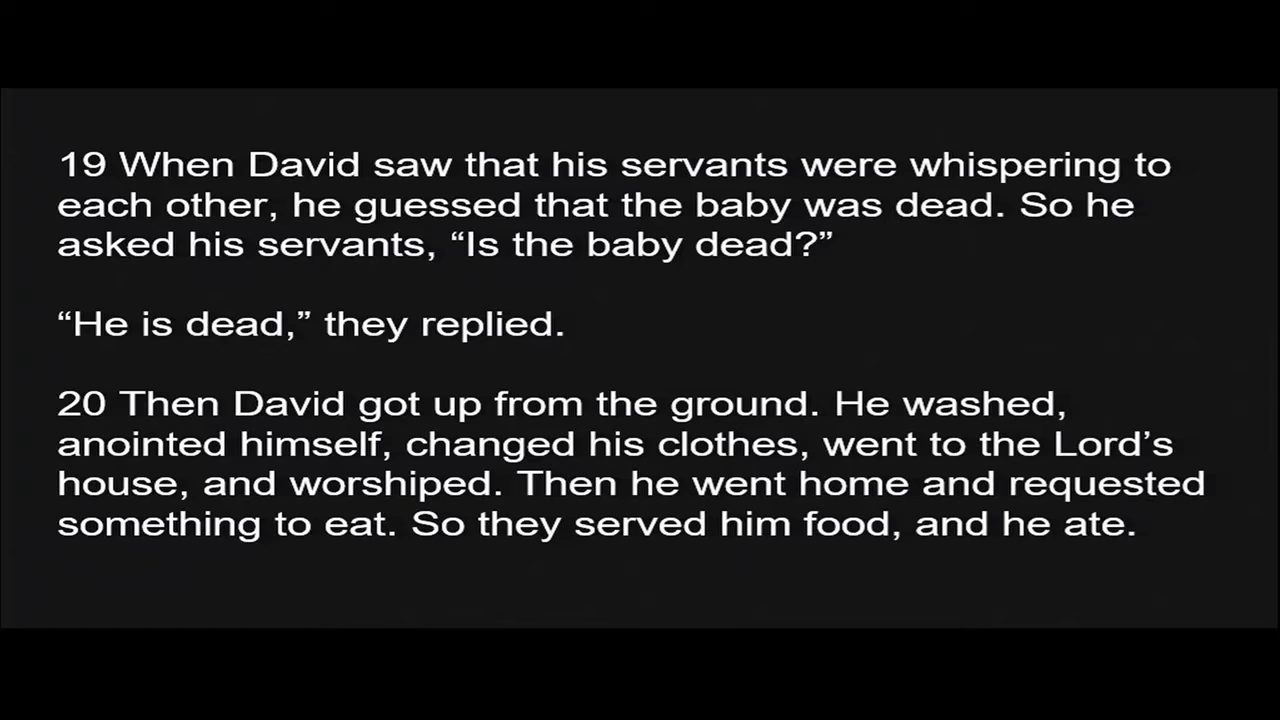 19 When David saw that his servants were whispering to
each other, he guessed that the baby was dead. So he
asked his servants, “Is the baby dead?”
“He is dead,” they replied.
20 Then David got up from the ground. He washed,
anointed himself, changed his clothes, went to the Lord’s
house, and worshiped. Then he went home and requested
something to eat. So they served him food, and he ate.